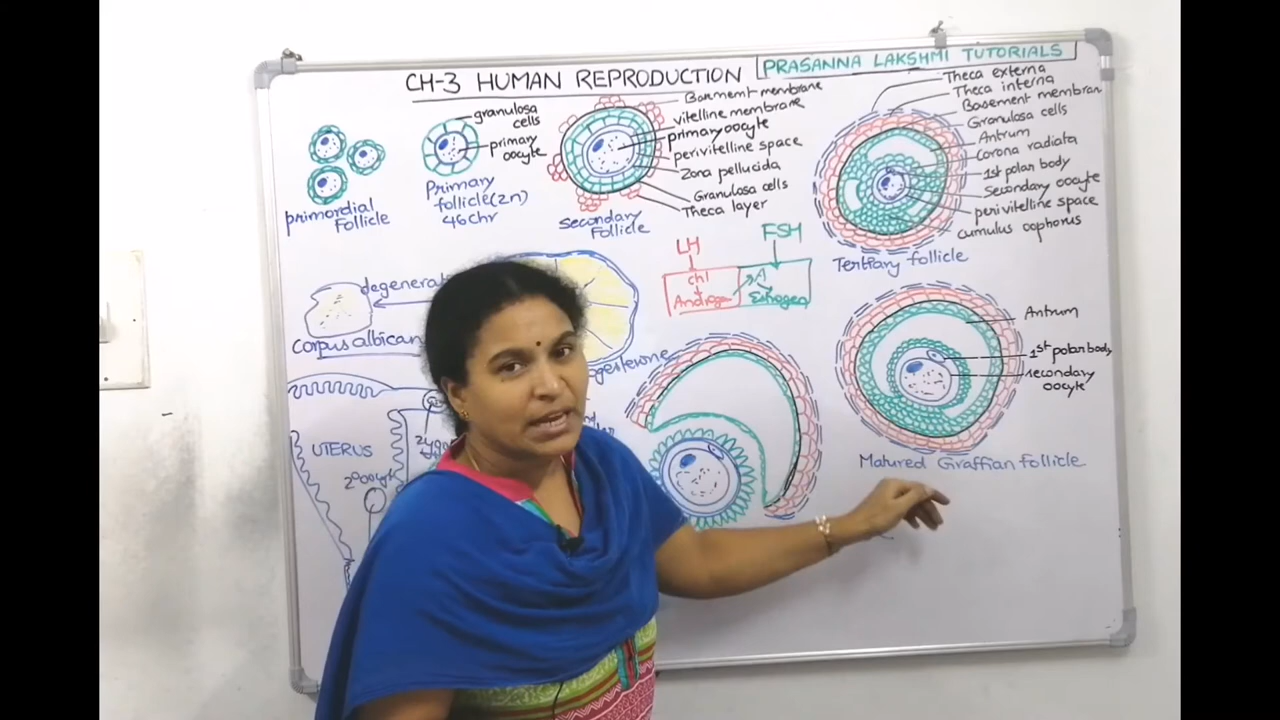 CH-3 HUMAN REPRODUCTION
PRASANNA LAKSHMI TUTORIALS
granulosa
cells
primary
oocyte
primordial
Follicle
Primary
follicle(2n)
46chr
Basement membrane
vitelline membrane
primary oocyte
perivitelline space
Zona pellucida
Granulosa cells
Theca layer
Secondary
Follicle
Theca externa
Theca interna
Basement membran
Granulosa cells
Antrum
Corona radiata
1st polar body
Secondary oocyte
perivitelline space
cumulus oophorus
Tertiary follicle
LH
FSH
chl
A
Androgen
Estrogen
degenerat
corpus albican
ogesterone
UTERUS
zyg
Antrum
1st polar body
secondary
oocyte
Matured Graffian follicle